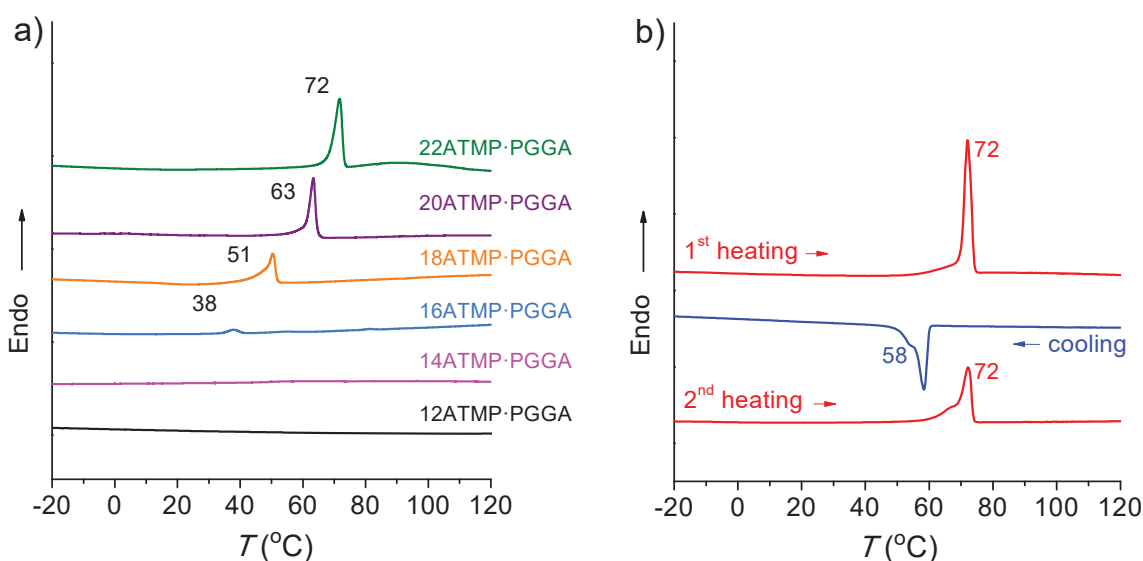 a)
72
22ATMP·PGGA
63
20ATMP·PGGA
51
18ATMP·PGGA
38
16ATMP·PGGA
14ATMP·PGGA
12ATMP·PGGA
Endo
-20 0 20 40 60 80 100 120
T (°C)
b)
72
1st heating
58
cooling
72
2nd heating
Endo
-20 0 20 40 60 80 100 120
T (°C)